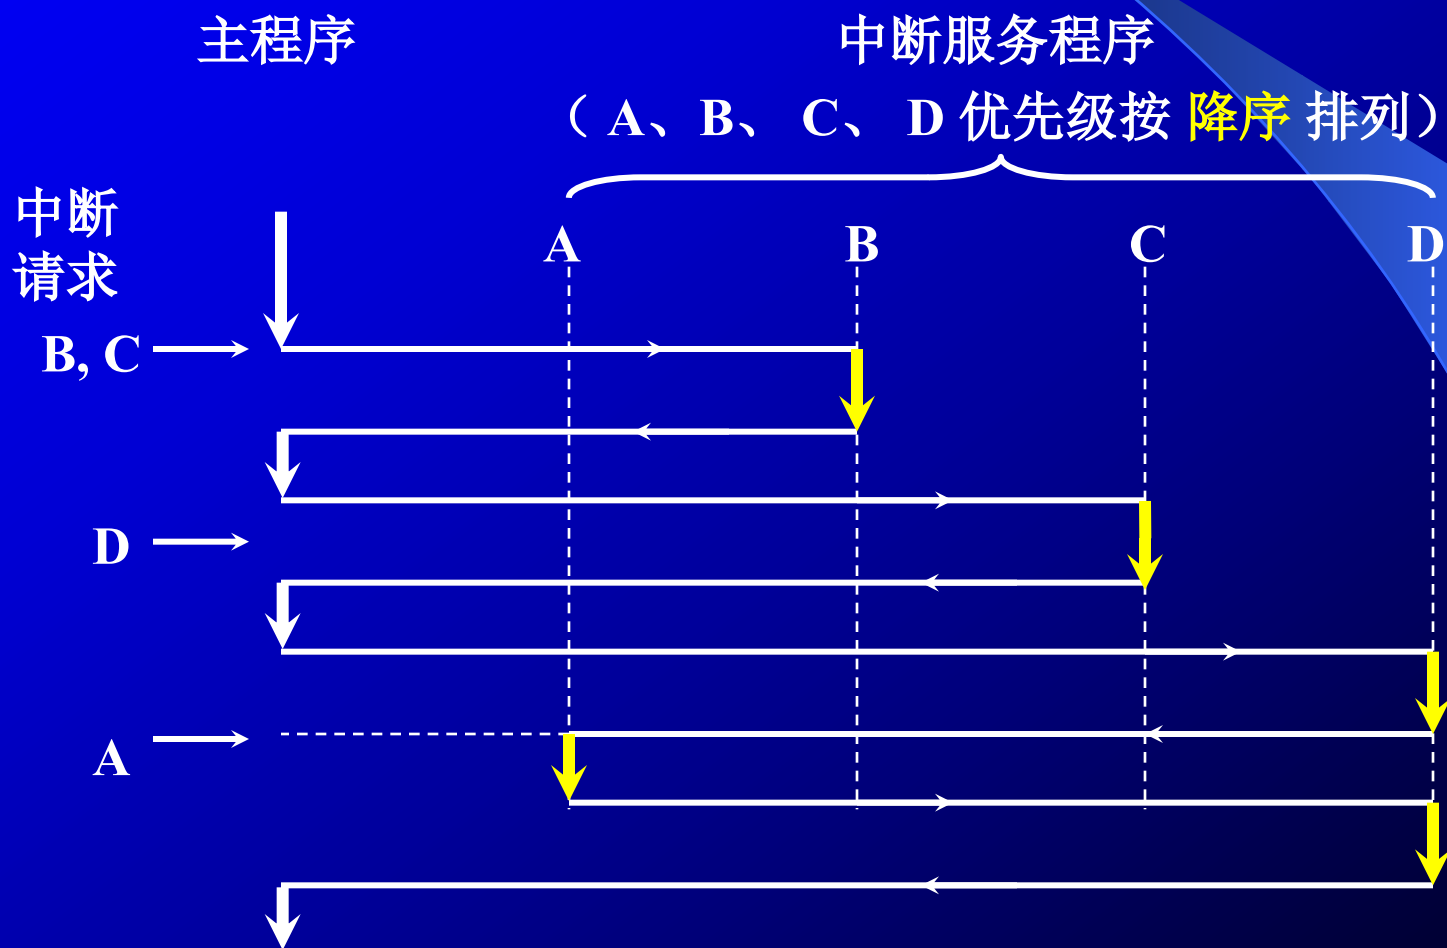 主程序
中断服务程序
（ A、B、 C、 D 优先级按 降序 排列）
中断
请求
A
B
C
D
B, C
D
A